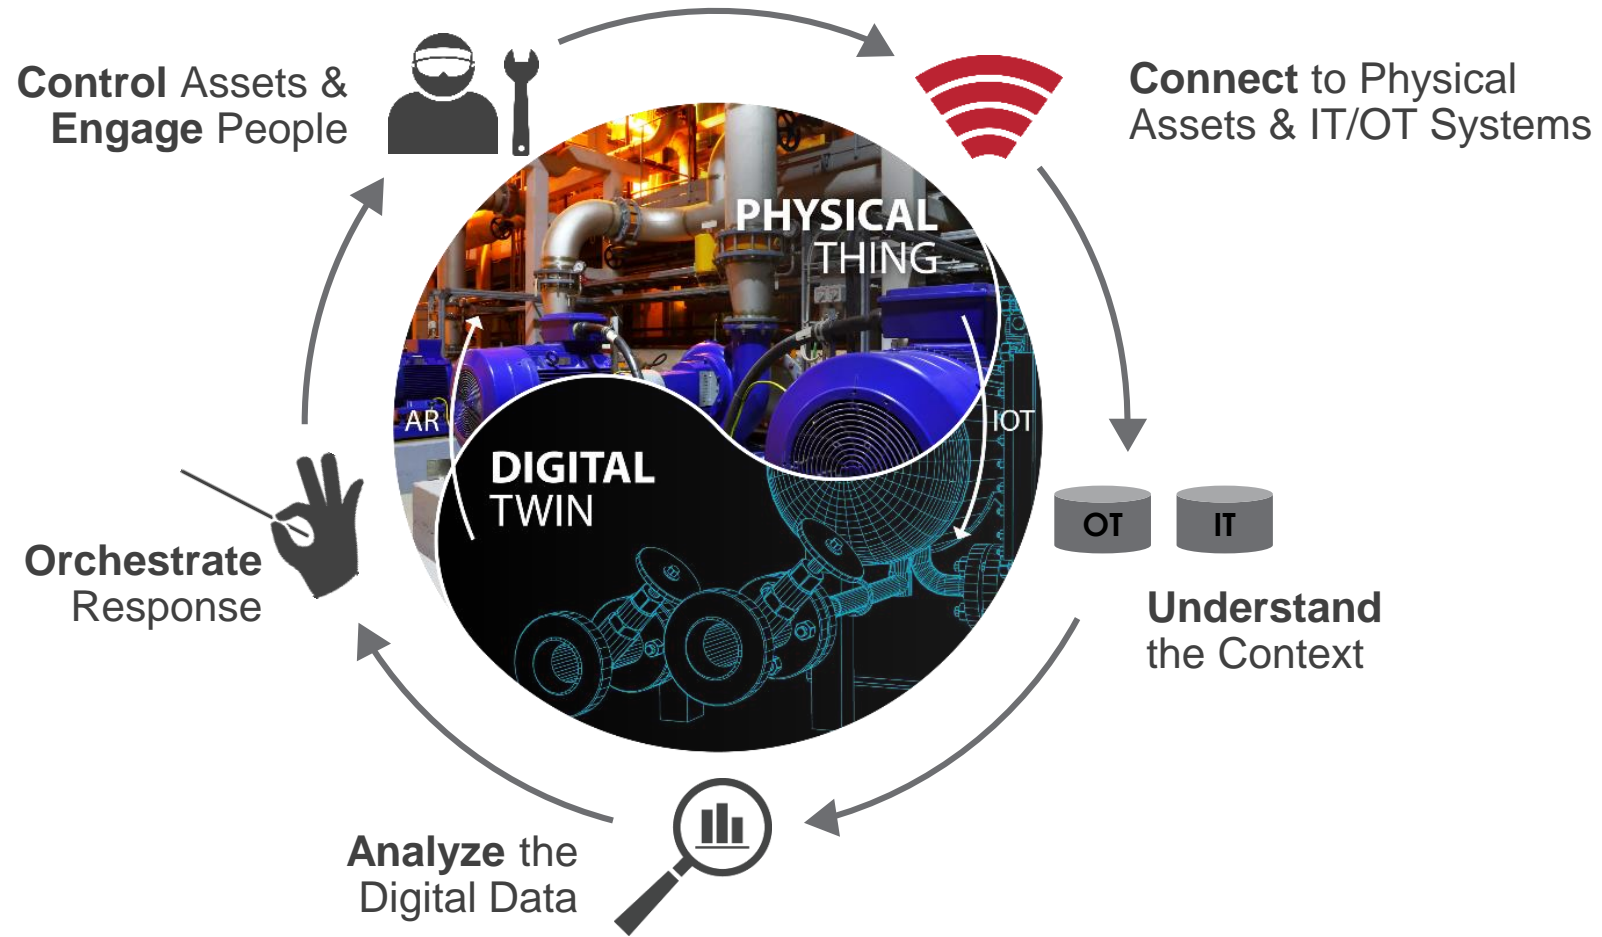 Control Assets &
Engage People
Connect to Physical
Assets & IT/OT Systems
PHYSICAL
THING
AR
IOT
DIGITAL
TWIN
OT
IT
Understand
the Context
Orchestrate
Response
Analyze the
Digital Data